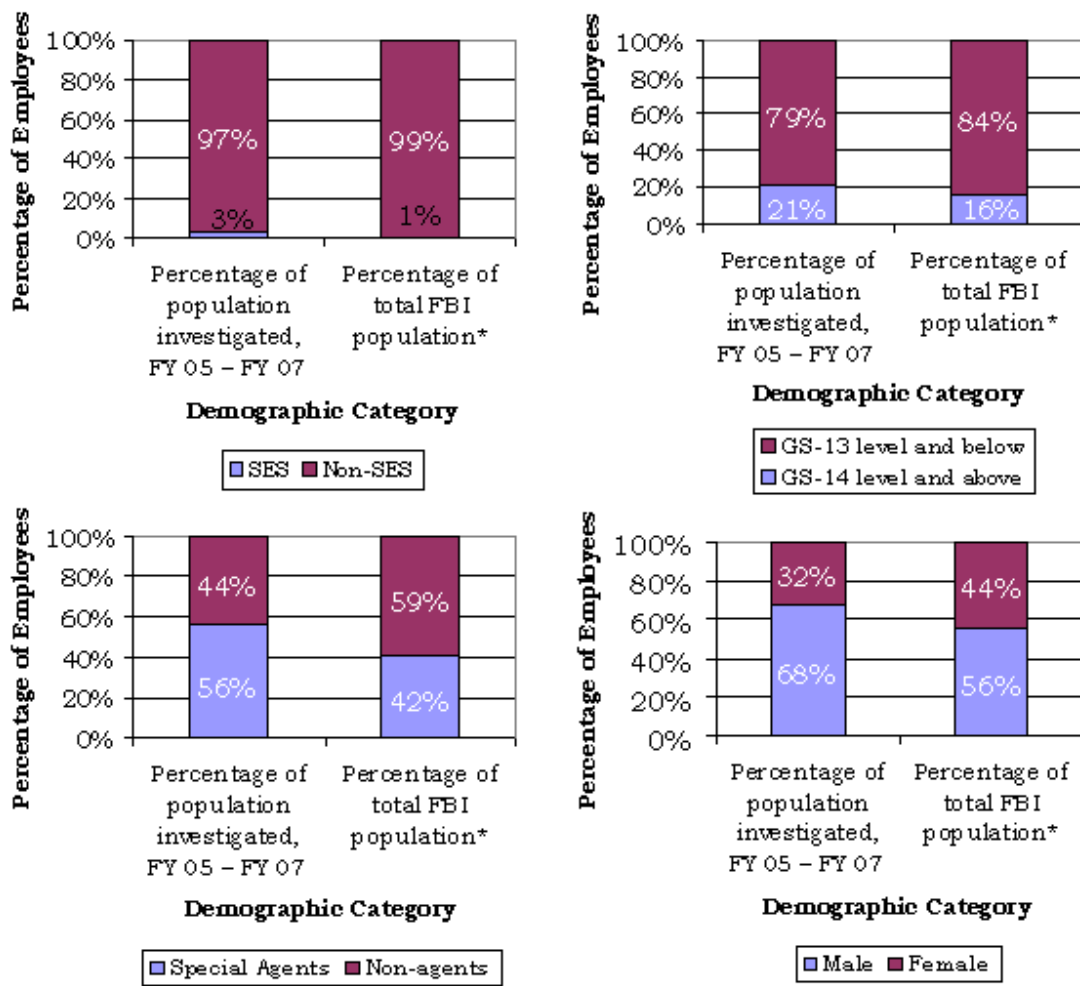 Percentage of Employees
100%
80%
60%
40%
20%
0%
97%
3%
99%
1%
Percentage of
population
investigated,
FY 05 – FY 07
Percentage of
total FBI
population*
Demographic Category
SES Non-SES
Percentage of Employees
100%
80%
60%
40%
20%
0%
79%
21%
84%
16%
Percentage of
population
investigated,
FY 05 – FY 07
Percentage of
total FBI
population*
Demographic Category
GS-13 level and below
GS-14 level and above
Percentage of Employees
100%
80%
60%
40%
20%
0%
44%
56%
59%
42%
Percentage of
population
investigated,
FY 05 – FY 07
Percentage of
total FBI
population*
Demographic Category
Special Agents Non-agents
Percentage of Employees
100%
80%
60%
40%
20%
0%
32%
68%
44%
56%
Percentage of
population
investigated,
FY 05 – FY 07
Percentage of
total FBI
population*
Demographic Category
Male Female